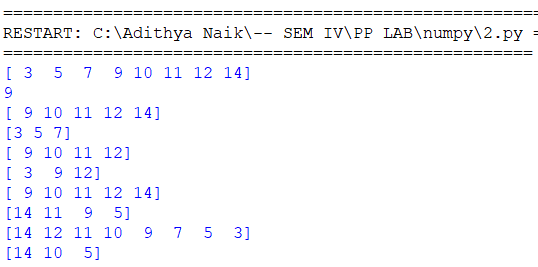 =====================================================
RESTART: C:\Adithya Naik\-- SEM IV\PP LAB\numpy\2.py =
=====================================================
[ 3  5  7  9 10 11 12 14]
9
[ 9 10 11 12 14]
[3 5 7]
[ 9 10 11 12]
[ 3  9 12]
[ 9 10 11 12 14]
[14 11  9  5]
[14 12 11 10  9  7  5  3]
[14 10  5]